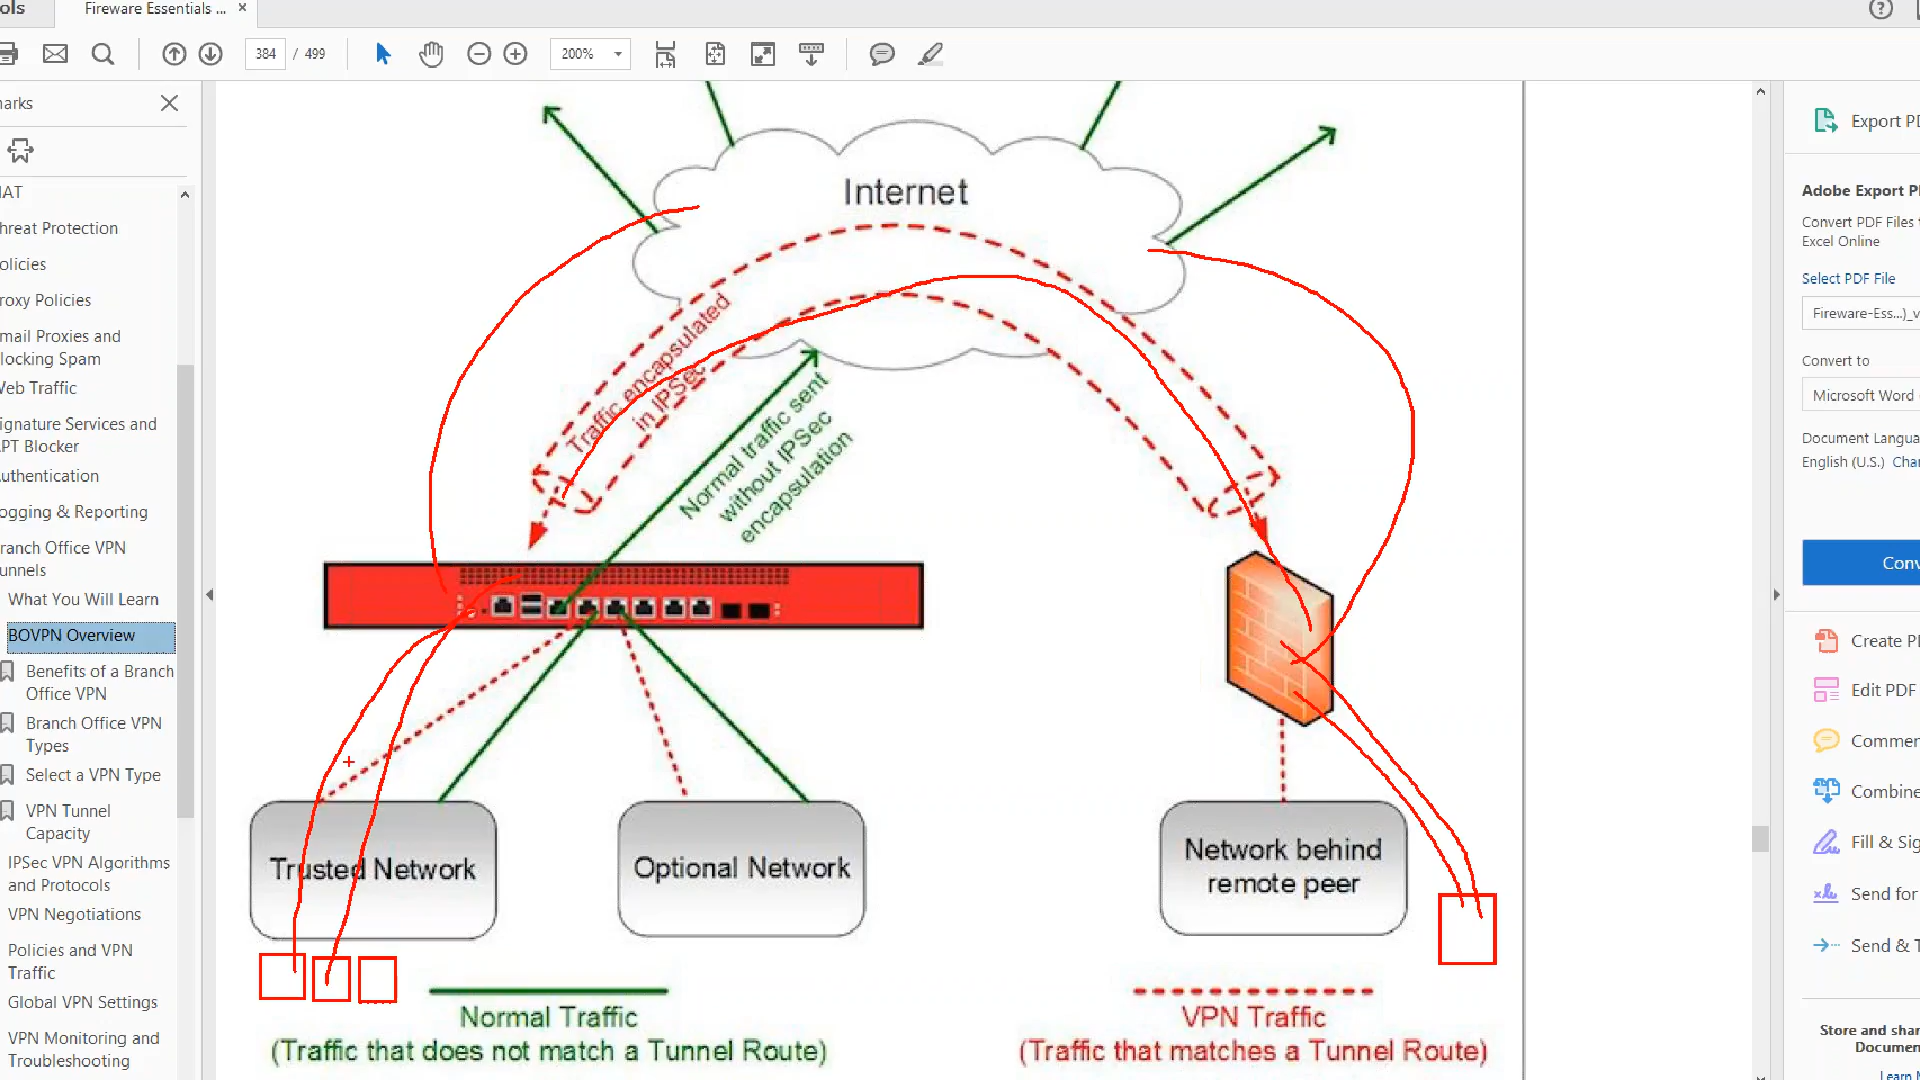 ols
Fireware Essentials ...
384 / 499
200%
arks
AT
hreat Protection
olicies
roxy Policies
mail Proxies and
locking Spam
Web Traffic
ignature Services and
APT Blocker
uthentication
ogging & Reporting
ranch Office VPN
unnels
What You Will Learn
BOVPN Overview
Benefits of a Branch
Office VPN
Branch Office VPN
Types
Select a VPN Type
VPN Tunnel
Capacity
IPSec VPN Algorithms
and Protocols
VPN Negotiations
Policies and VPN
Traffic
Global VPN Settings
VPN Monitoring and
Troubleshooting
Internet
Traffic encapsulated
in IPSec
Normal traffic sent
without IPSec
encapsulation
Trusted Network
Optional Network
Network behind
remote peer
Normal Traffic
(Traffic that does not match a Tunnel Route)
VPN Traffic
(Traffic that matches a Tunnel Route)
Export PD
Adobe Export P
Convert PDF Files t
Excel Online
Select PDF File
Fireware-Ess...)_v
Convert to
Microsoft Word (
Document Langua
English (U.S.) Chan
Conv
Create P
Edit PDF
Commen
Combine
Fill & Sig
Send for
Send & T
Store and shar
Documen
Learn M